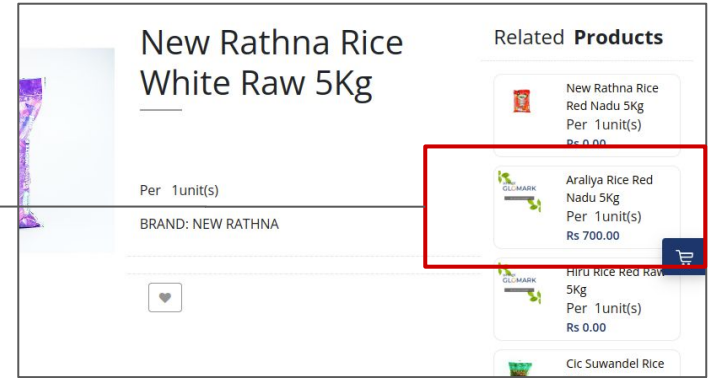 New Rathna Rice
White Raw 5Kg
Per 1unit(s)
BRAND: NEW RATHNA
Related Products
New Rathna Rice
Red Nadu 5Kg
Per 1unit(s)
Rs 0.00
GLOMARK
Araliya Rice Red
Nadu 5Kg
Per 1unit(s)
Rs 700.00
GLOMARK
Hiru Rice Red Raw
5Kg
Per 1unit(s)
Rs 0.00
Cic Suwandel Rice